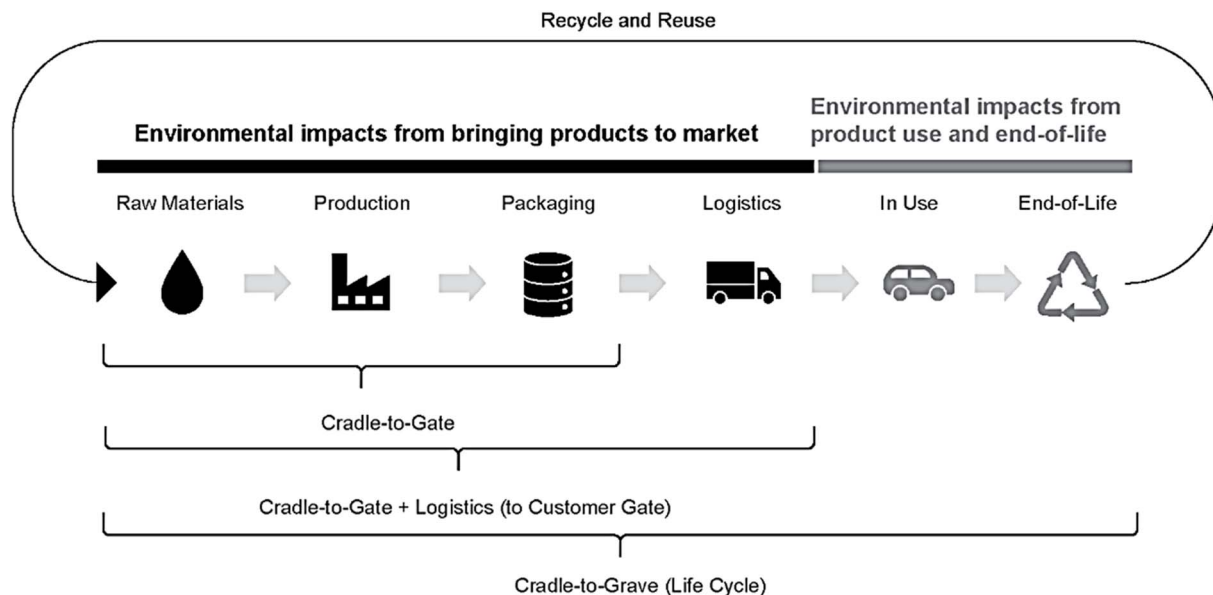 Recycle and Reuse
Environmental impacts from bringing products to market
Environmental impacts from
product use and end-of-life
Raw Materials
Production
Packaging
Logistics
In Use
End-of-Life
Cradle-to-Gate
Cradle-to-Gate + Logistics (to Customer Gate)
Cradle-to-Grave (Life Cycle)